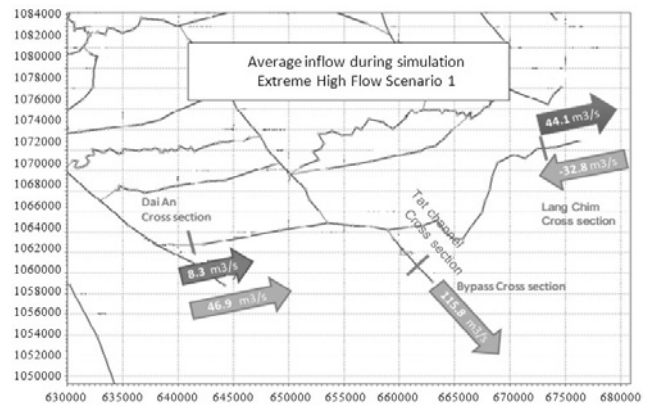 1084000
1082000
1080000
1078000
1076000
1074000
1072000
1070000
1068000
1066000
1064000
1062000
1060000
1058000
1056000
1054000
1052000
1050000
Average inflow during simulation
Extreme High Flow Scenario 1
44.1 m3/s
-32.8 m3/s
Lang Chim
Cross section
Dai An
Cross section
Tat channel
Cross section
8.3 m3/s
46.9 m3/s
Bypass Cross section
115.8 m3/s
630000 635000 640000 645000 650000 655000 660000 665000 670000 675000 680000